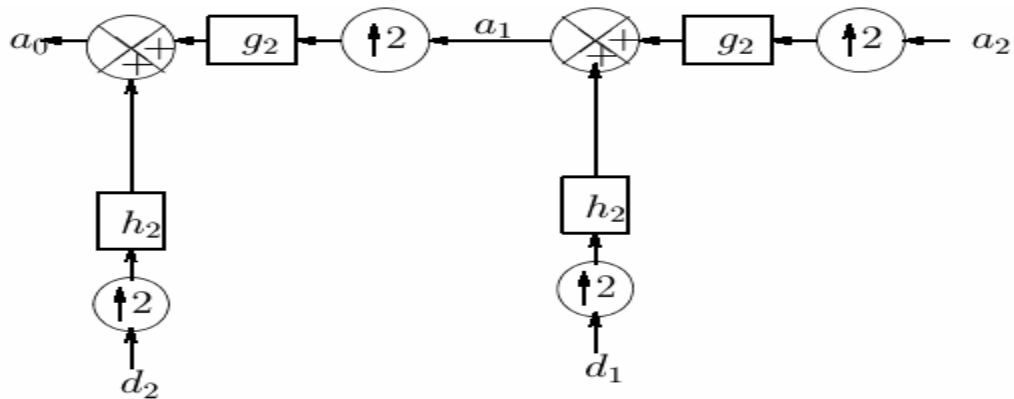 a₀ + + g₂ ↑2 a₁ + + g₂ ↑2 a₂
h₂ h₂
↑2 ↑2
d₂ d₁